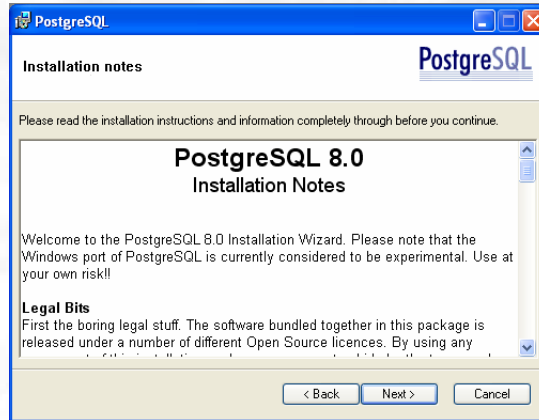 PostgreSQL
Installation notes
PostgreSQL
Please read the installation instructions and information completely through before you continue.
PostgreSQL 8.0
Installation Notes
Welcome to the PostgreSQL 8.0 Installation Wizard. Please note that the
Windows port of PostgreSQL is currently considered to be experimental. Use at
your own risk!!
Legal Bits
First the boring legal stuff. The software bundled together in this package is
released under a number of different Open Source licences. By using any
< Back
Next >
Cancel